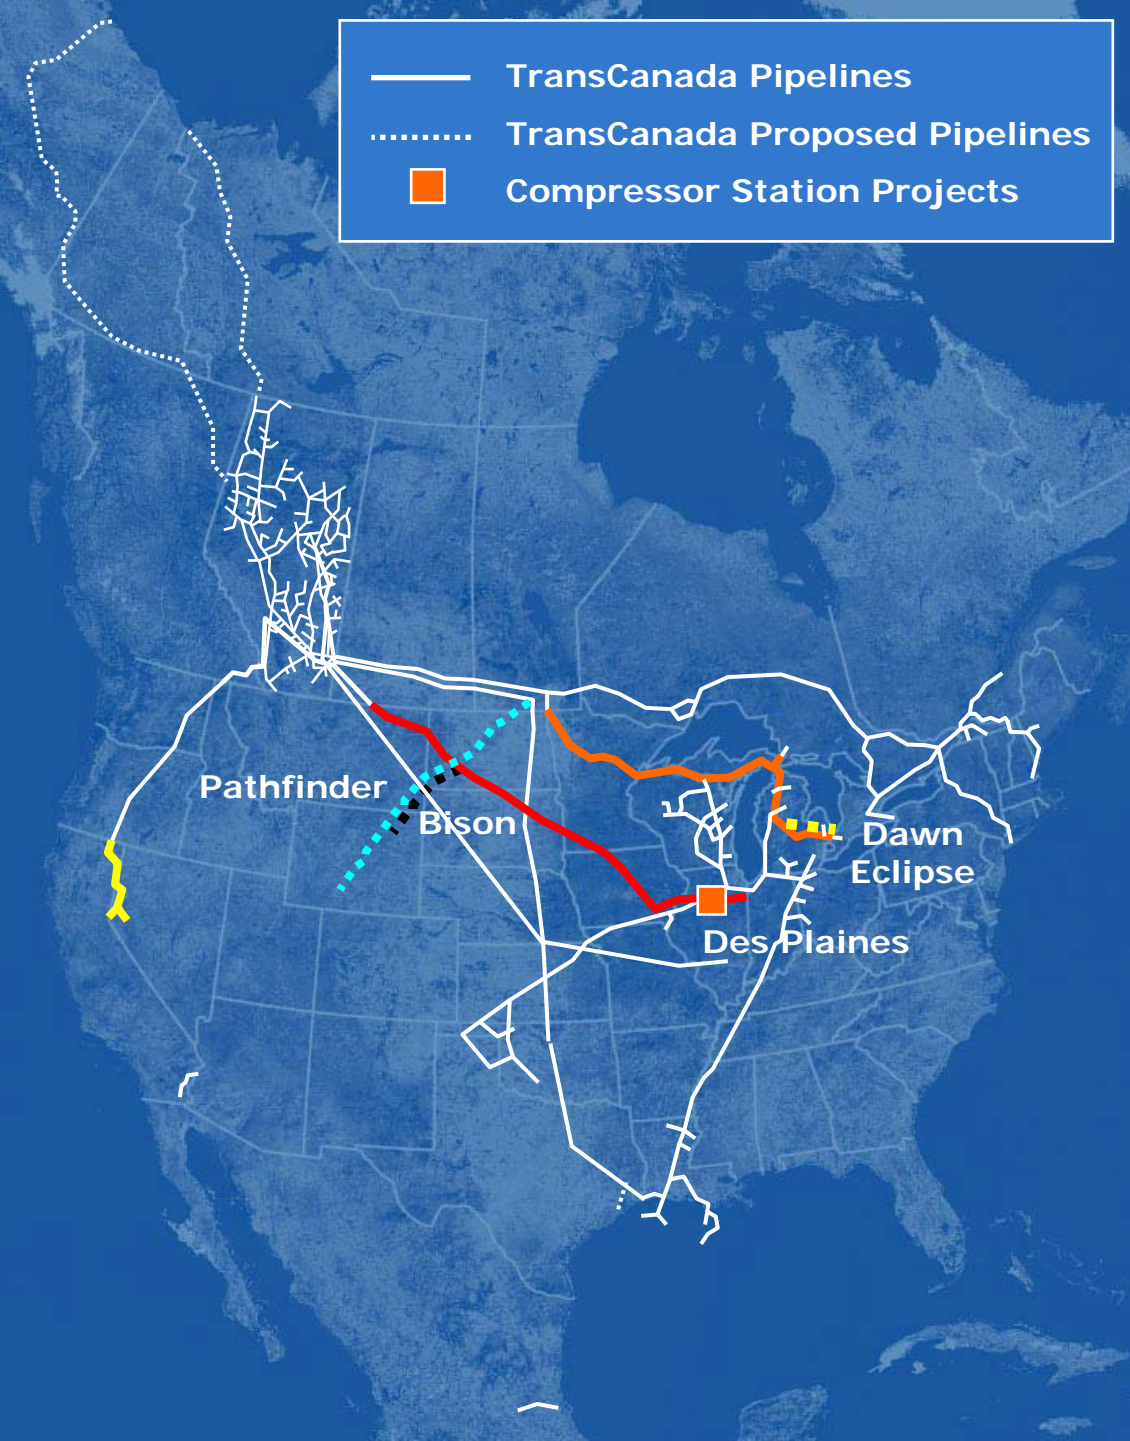 TransCanada Pipelines
TransCanada Proposed Pipelines
Compressor Station Projects
Pathfinder
Bison
Dawn
Eclipse
Des Plaines